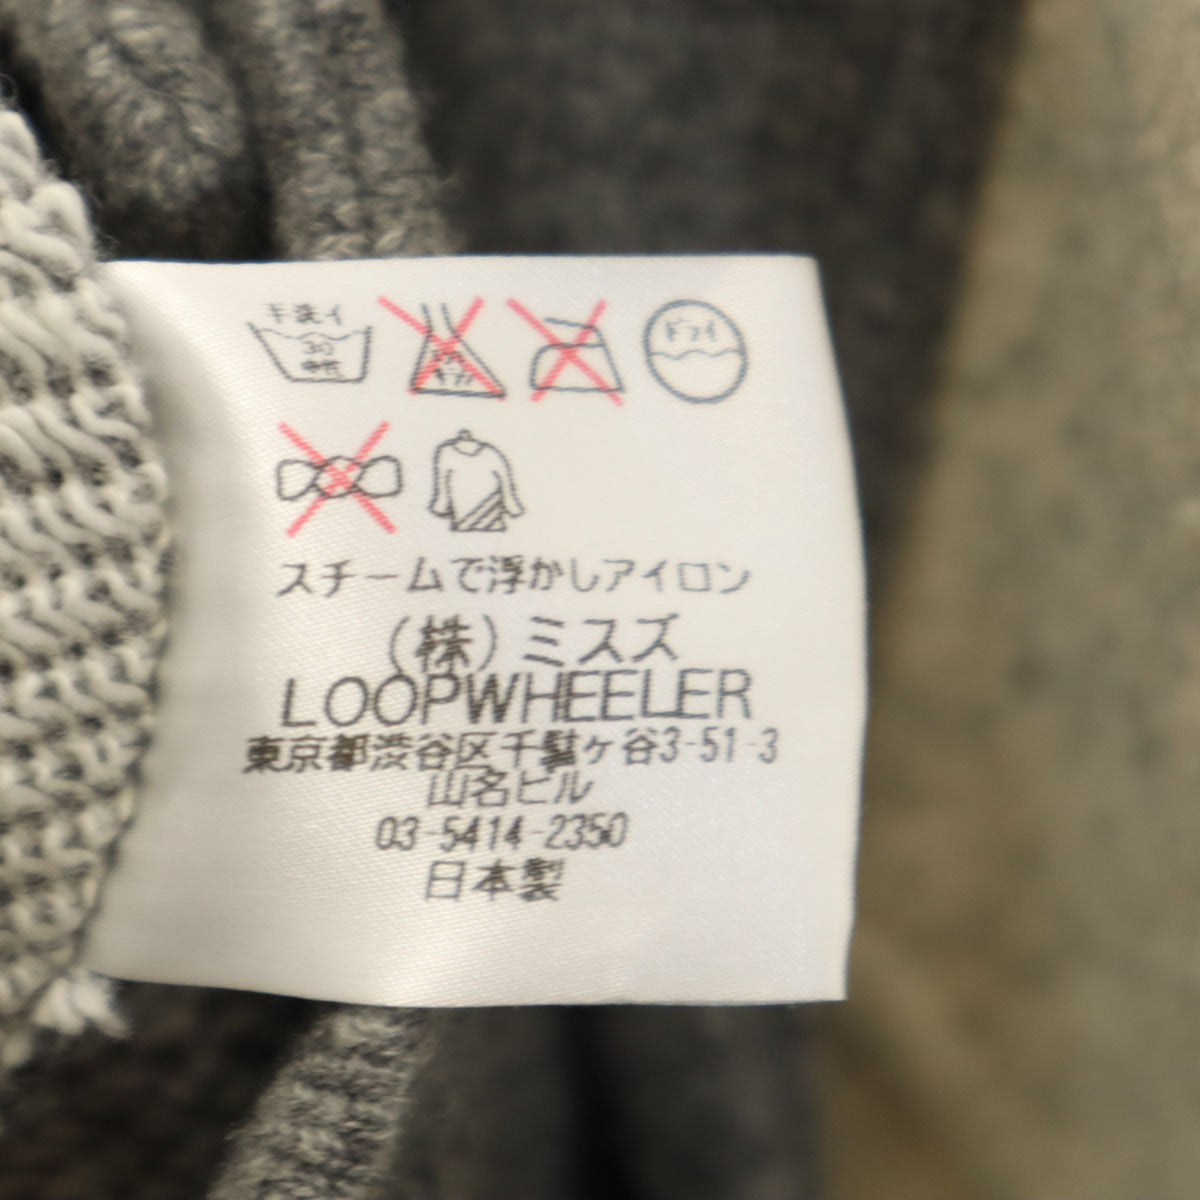 手洗イ
30
中性
ドライ
スチームで浮かしアイロン
(株)ミスズ
LOOPWHEELER
東京都渋谷区千駄ヶ谷3-51-3
山名ビル
03-5414-2350
日本製